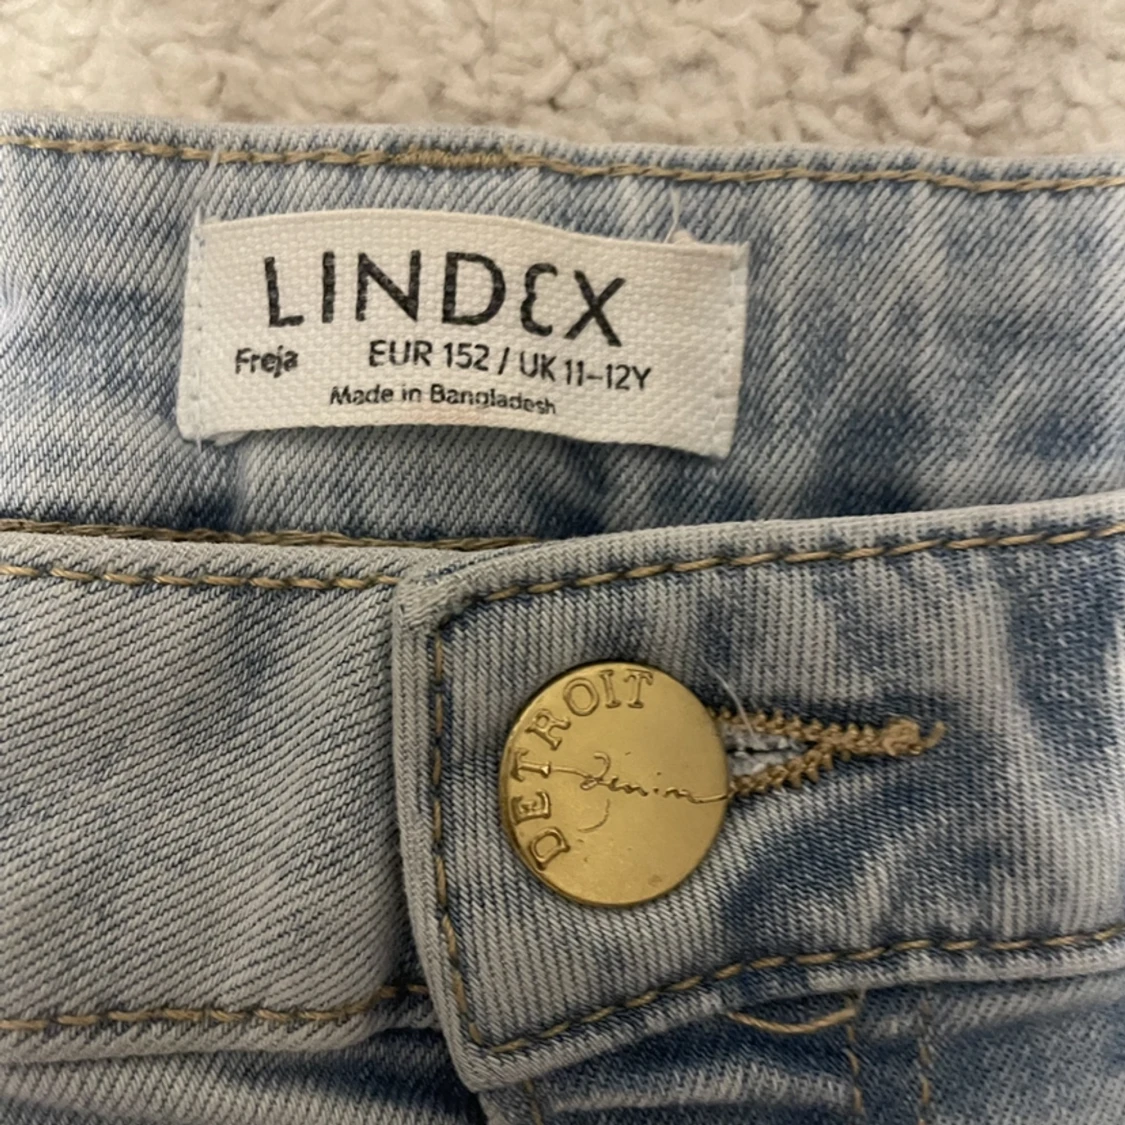 LINDEX
Freja EUR 152 / UK 11–12Y
Made in Bangladesh
DETROIT
Denim